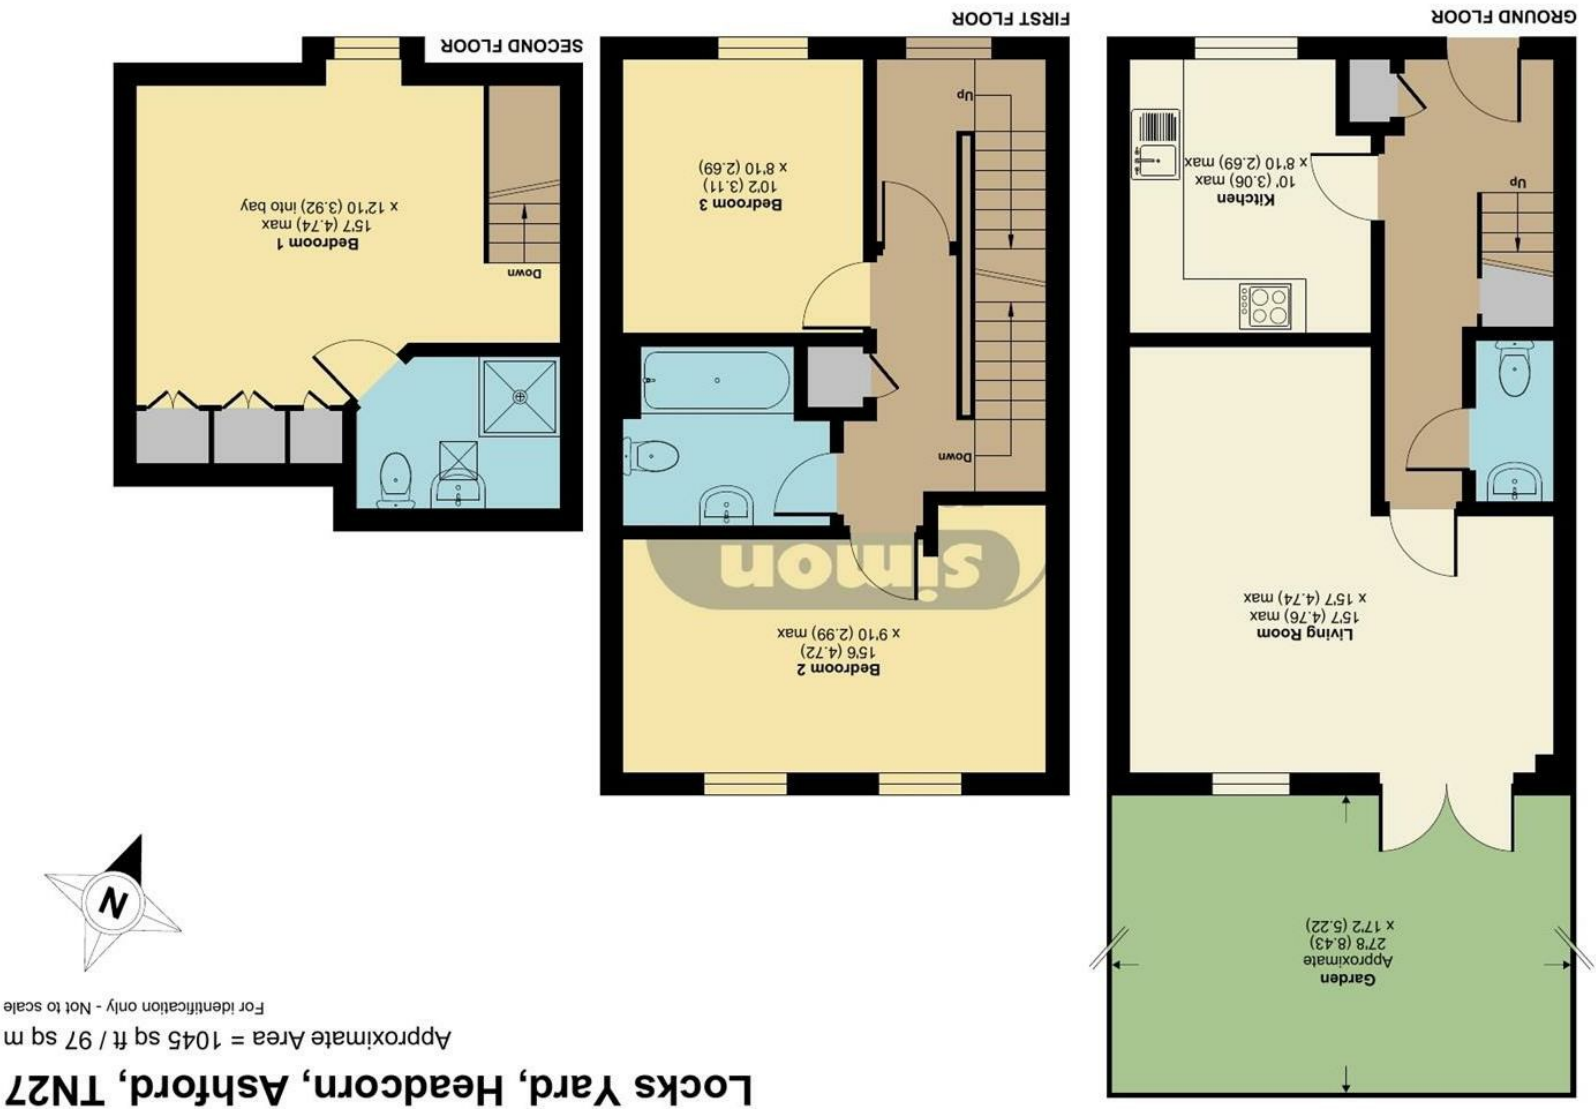 Locks Yard, Headcorn, Ashford, TN27
Approximate Area = 1045 sq ft / 97 sq m
For identification only - Not to scale
N
Garden
Approximate
27'8 (8.43)
x 17'2 (5.22)
Living Room
15'7 (4.76) max
x 15'7 (4.74) max
Up
Kitchen
10' (3.06) max
x 8'10 (2.69) max
GROUND FLOOR
Bedroom 2
15'6 (4.72)
x 9'10 (2.99) max
simon
Down
Bedroom 3
10'2 (3.11)
x 8'10 (2.69)
Up
FIRST FLOOR
Down
Bedroom 1
15'7 (4.74) max
x 12'10 (3.92) into bay
SECOND FLOOR